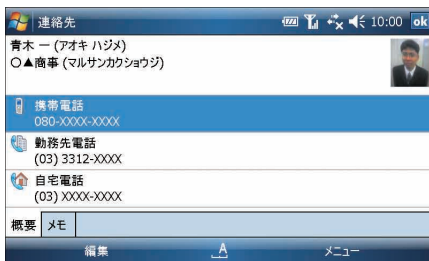 連絡先 10:00 ok
青木 一 (アオキ ハジメ)
○▲商事 (マルサンカクショウジ)
携帯電話
080-XXXX-XXXX
勤務先電話
(03) 3312-XXXX
自宅電話
(03) XXXX-XXXX
概要 メモ
編集 A メニュー